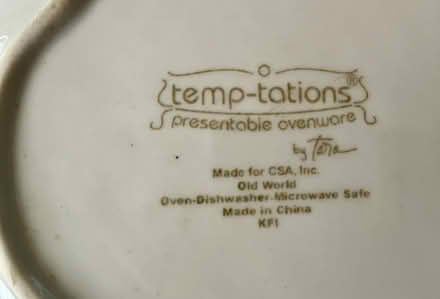 temp-tations®
presentable ovenware
by Tara
Made for CSA, Inc.
Old World
Oven-Dishwasher-Microwave Safe
Made in China
KFI